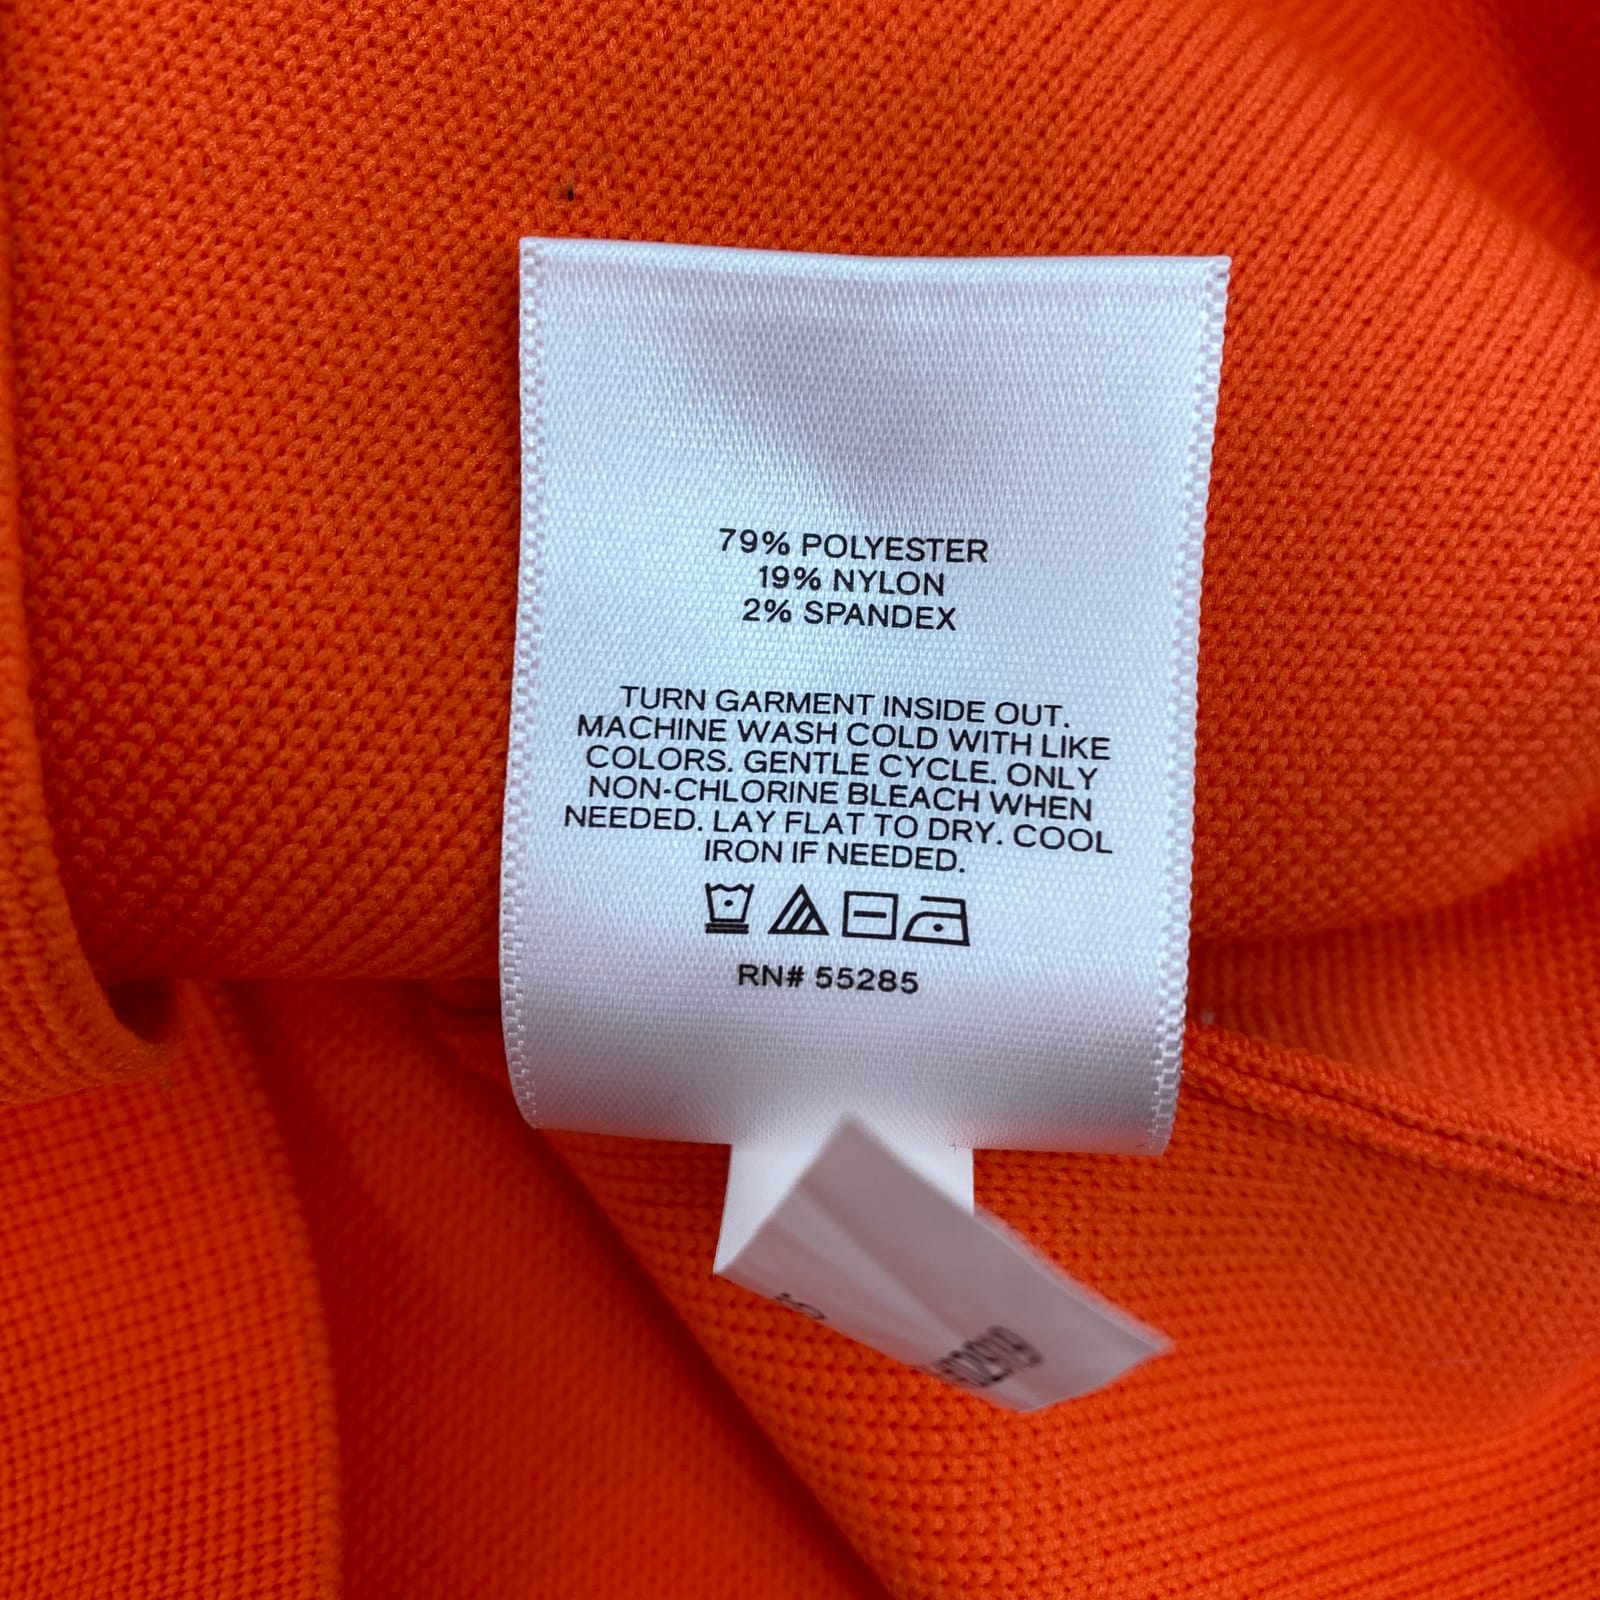 79% POLYESTER
19% NYLON
2% SPANDEX
TURN GARMENT INSIDE OUT.
MACHINE WASH COLD WITH LIKE
COLORS. GENTLE CYCLE. ONLY
NON-CHLORINE BLEACH WHEN
NEEDED. LAY FLAT TO DRY. COOL
IRON IF NEEDED.
RN# 55285